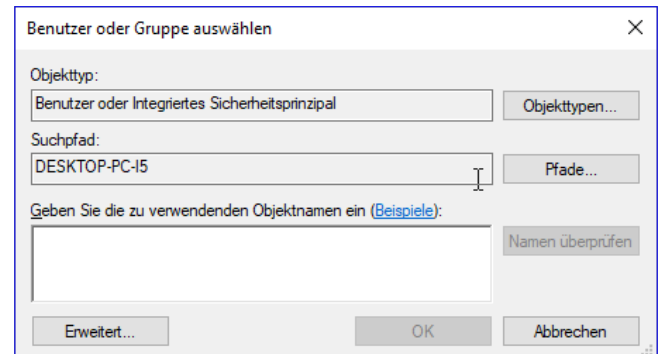 Benutzer oder Gruppe auswählen
Objekttyp:
Benutzer oder Integriertes Sicherheitsprinzipal
Objekttypen...
Suchpfad:
DESKTOP-PC-I5
Pfade...
Geben Sie die zu verwendenden Objektnamen ein (Beispiele):
Namen überprüfen
Erweitert...
OK
Abbrechen